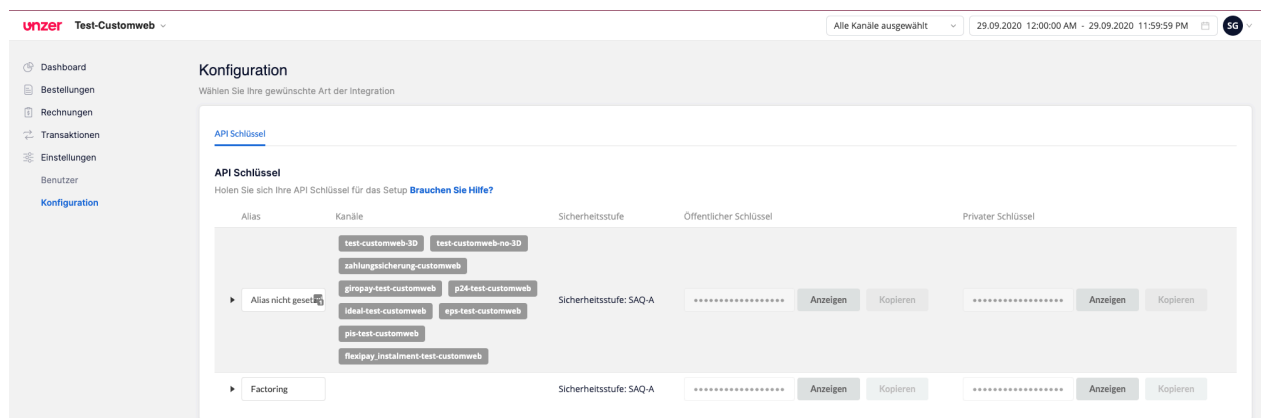 unzer Test-Customweb
Alle Kanäle ausgewählt
29.09.2020 12:00:00 AM - 29.09.2020 11:59:59 PM
SG
Dashboard
Bestellungen
Rechnungen
Transaktionen
Einstellungen
Benutzer
Konfiguration
Konfiguration
Wählen Sie Ihre gewünschte Art der Integration
API Schlüssel
API Schlüssel
Holen Sie sich Ihre API Schlüssel für das Setup Brauchen Sie Hilfe?
Alias Kanäle Sicherheitsstufe Öffentlicher Schlüssel Privater Schlüssel
Alias nicht gesetzt
test-customweb-3D test-customweb-no-3D
zahlungssicherung-customweb
giropay-test-customweb p24-test-customweb
ideal-test-customweb eps-test-customweb
pis-test-customweb
flexipay_instalment-test-customweb
Sicherheitsstufe: SAQ-A
Anzeigen Kopieren
Anzeigen Kopieren
Factoring
Sicherheitsstufe: SAQ-A
Anzeigen Kopieren
Anzeigen Kopieren